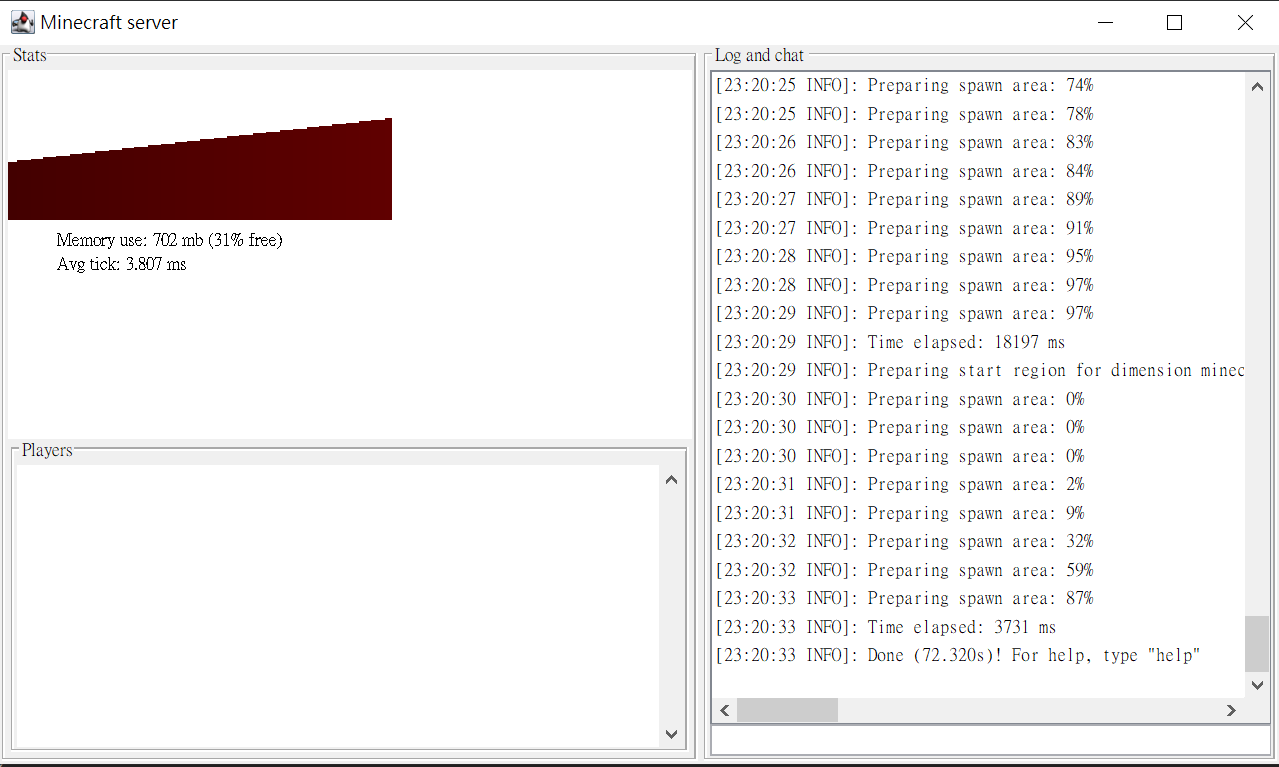 Minecraft server
Stats
Memory use: 702 mb (31% free)
Avg tick: 3.807 ms
Players
Log and chat
[23:20:25 INFO]: Preparing spawn area: 74%
[23:20:25 INFO]: Preparing spawn area: 78%
[23:20:26 INFO]: Preparing spawn area: 83%
[23:20:26 INFO]: Preparing spawn area: 84%
[23:20:27 INFO]: Preparing spawn area: 89%
[23:20:27 INFO]: Preparing spawn area: 91%
[23:20:28 INFO]: Preparing spawn area: 95%
[23:20:28 INFO]: Preparing spawn area: 97%
[23:20:29 INFO]: Preparing spawn area: 97%
[23:20:29 INFO]: Time elapsed: 18197 ms
[23:20:29 INFO]: Preparing start region for dimension minec
[23:20:30 INFO]: Preparing spawn area: 0%
[23:20:30 INFO]: Preparing spawn area: 0%
[23:20:30 INFO]: Preparing spawn area: 0%
[23:20:31 INFO]: Preparing spawn area: 2%
[23:20:31 INFO]: Preparing spawn area: 9%
[23:20:32 INFO]: Preparing spawn area: 32%
[23:20:32 INFO]: Preparing spawn area: 59%
[23:20:33 INFO]: Preparing spawn area: 87%
[23:20:33 INFO]: Time elapsed: 3731 ms
[23:20:33 INFO]: Done (72.320s)! For help, type "help"